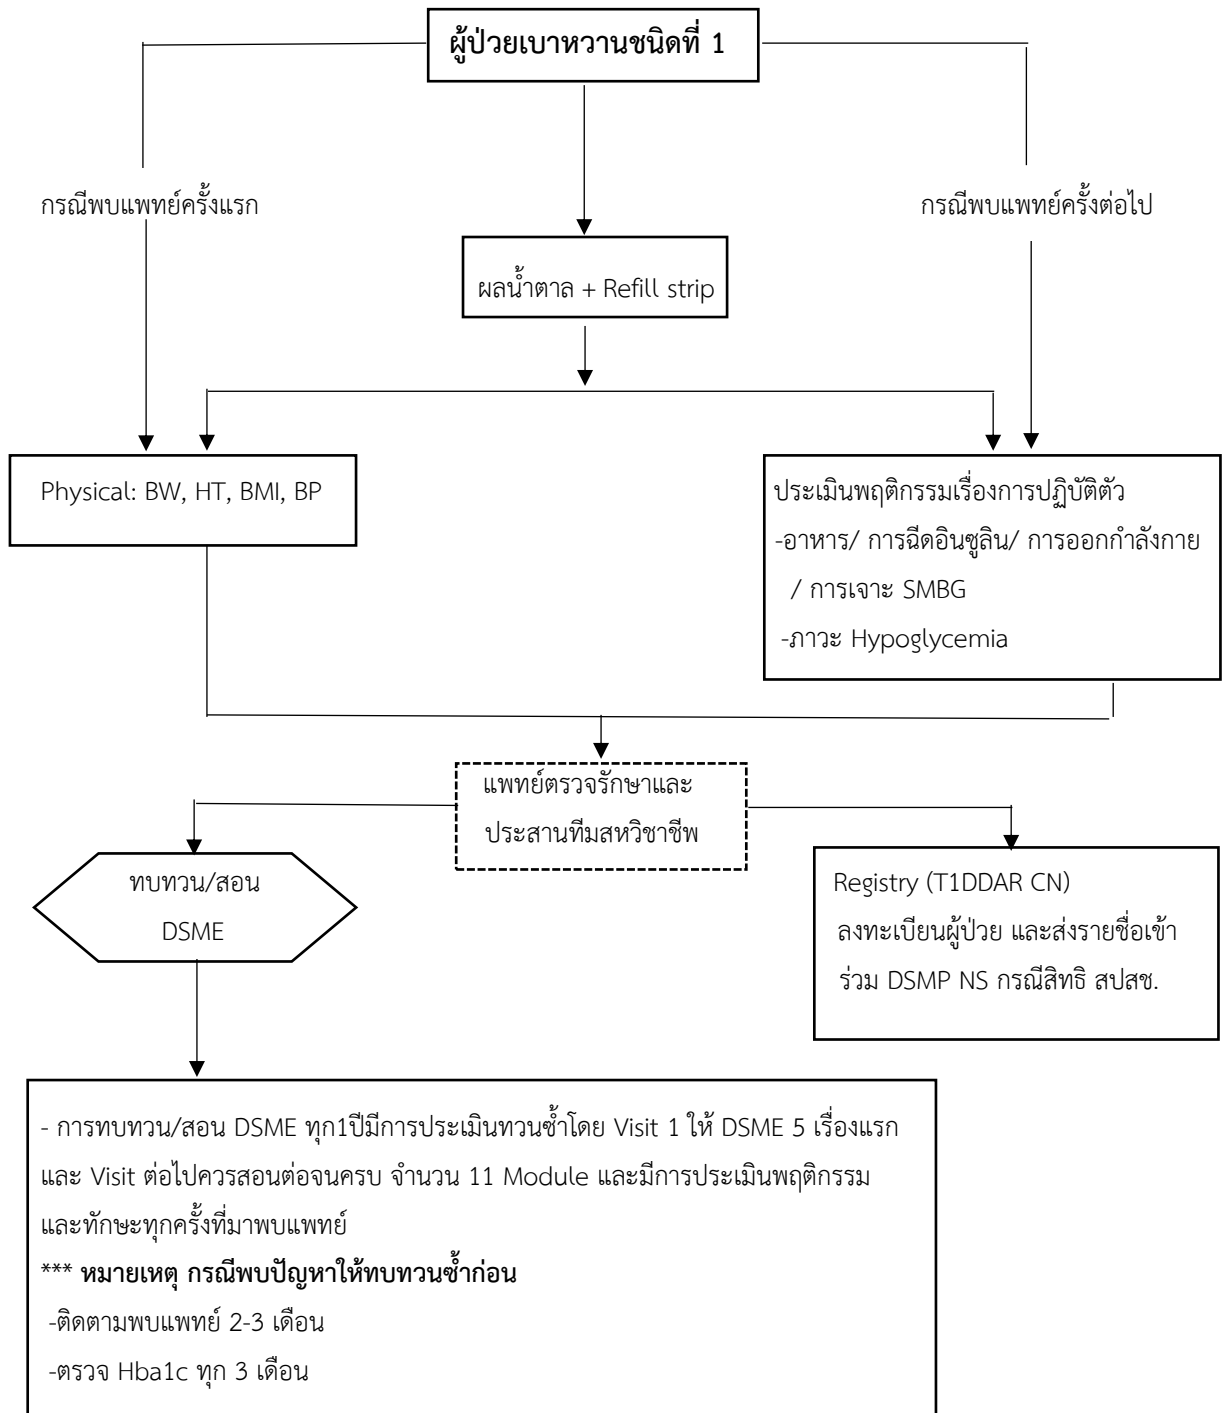 ผู้ป่วยเบาหวานชนิดที่ 1
กรณีพบแพทย์ครั้งแรก
กรณีพบแพทย์ครั้งต่อไป
ผลน้ำตาล + Refill strip
Physical: BW, HT, BMI, BP
ประเมินพฤติกรรมเรื่องการปฏิบัติตัว
-อาหาร/ การฉีดอินซูลิน/ การออกกำลังกาย
/ การเจาะ SMBG
-ภาวะ Hypoglycemia
แพทย์ตรวจรักษาและ
ประสานทีมสหวิชาชีพ
ทบทวน/สอน
DSME
Registry (T1DDAR CN)
ลงทะเบียนผู้ป่วย และส่งรายชื่อเข้า
ร่วม DSMP NS กรณีสิทธิ สปสช.
- การทบทวน/สอน DSME ทุก1ปีมีการประเมินทวนซ้ำโดย Visit 1 ให้ DSME 5 เรื่องแรก
และ Visit ต่อไปควรสอนต่อจนครบ จำนวน 11 Module และมีการประเมินพฤติกรรม
และทักษะทุกครั้งที่มาพบแพทย์
*** หมายเหตุ กรณีพบปัญหาให้ทบทวนซ้ำก่อน
-ติดตามพบแพทย์ 2-3 เดือน
-ตรวจ Hba1c ทุก 3 เดือน